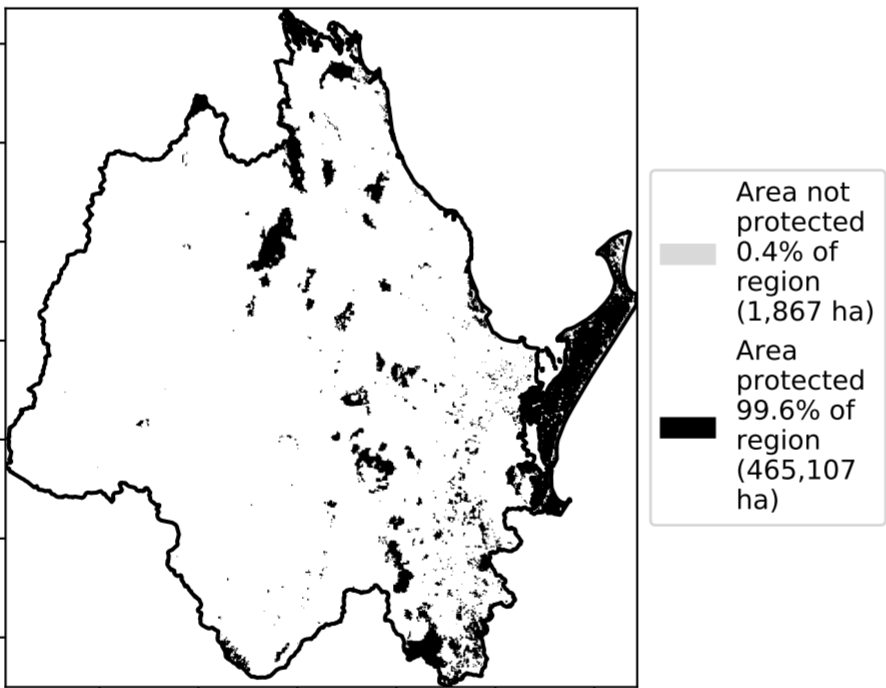 Area not
protected
0.4% of
region
(1,867 ha)
Area
protected
99.6% of
region
(465,107
ha)